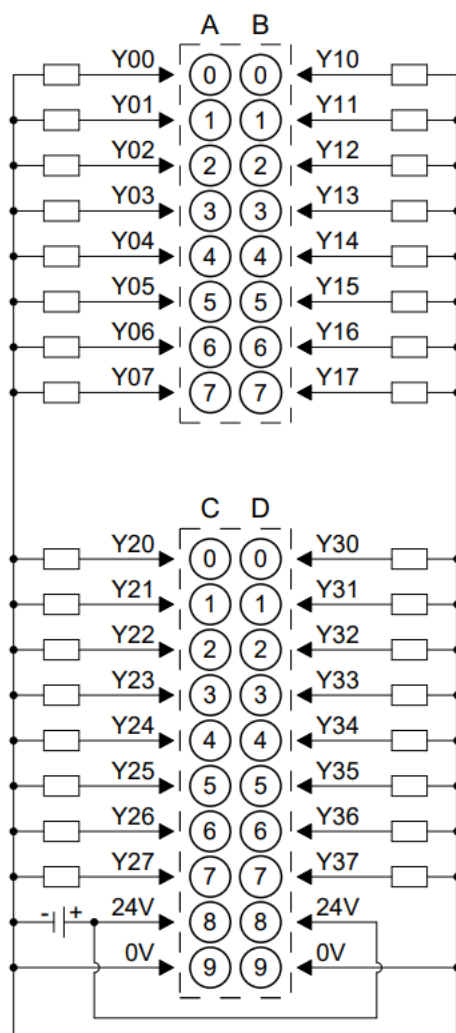 A B
Y00 0 0 Y10
Y01 1 1 Y11
Y02 2 2 Y12
Y03 3 3 Y13
Y04 4 4 Y14
Y05 5 5 Y15
Y06 6 6 Y16
Y07 7 7 Y17
C D
Y20 0 0 Y30
Y21 1 1 Y31
Y22 2 2 Y32
Y23 3 3 Y33
Y24 4 4 Y34
Y25 5 5 Y35
Y26 6 6 Y36
Y27 7 7 Y37
- + 24V 8 8 24V
0V 9 9 0V